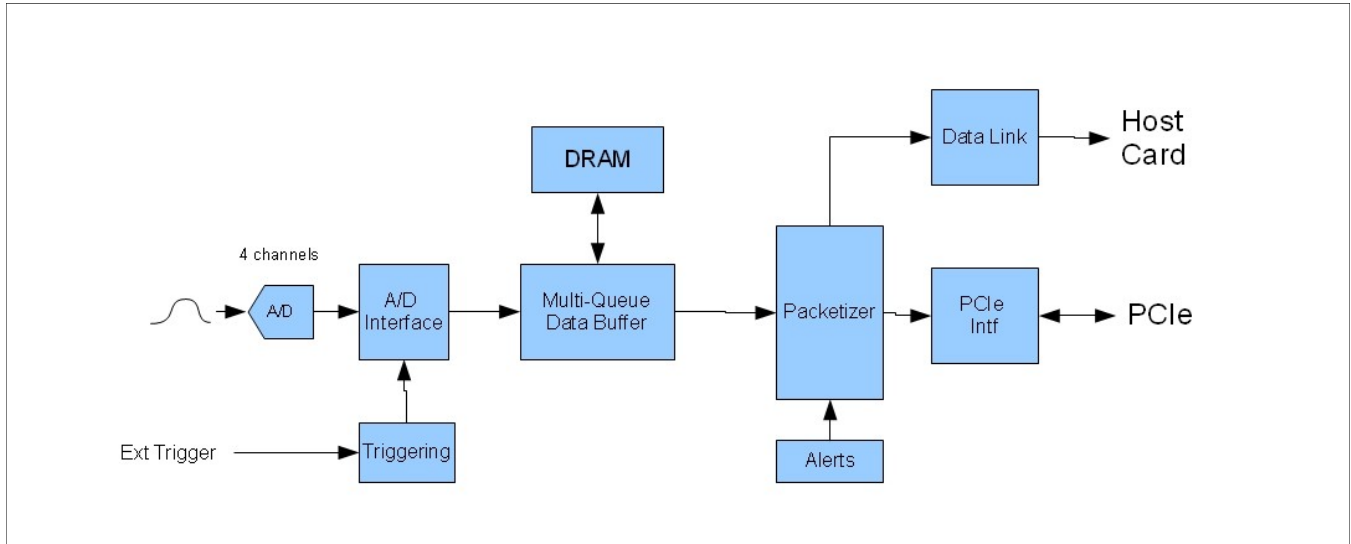 Data Link
Host
Card
DRAM
4 channels
A/D
A/D
Interface
Multi-Queue
Data Buffer
Packetizer
PCIe
Intf
PCIe
Ext Trigger
Triggering
Alerts